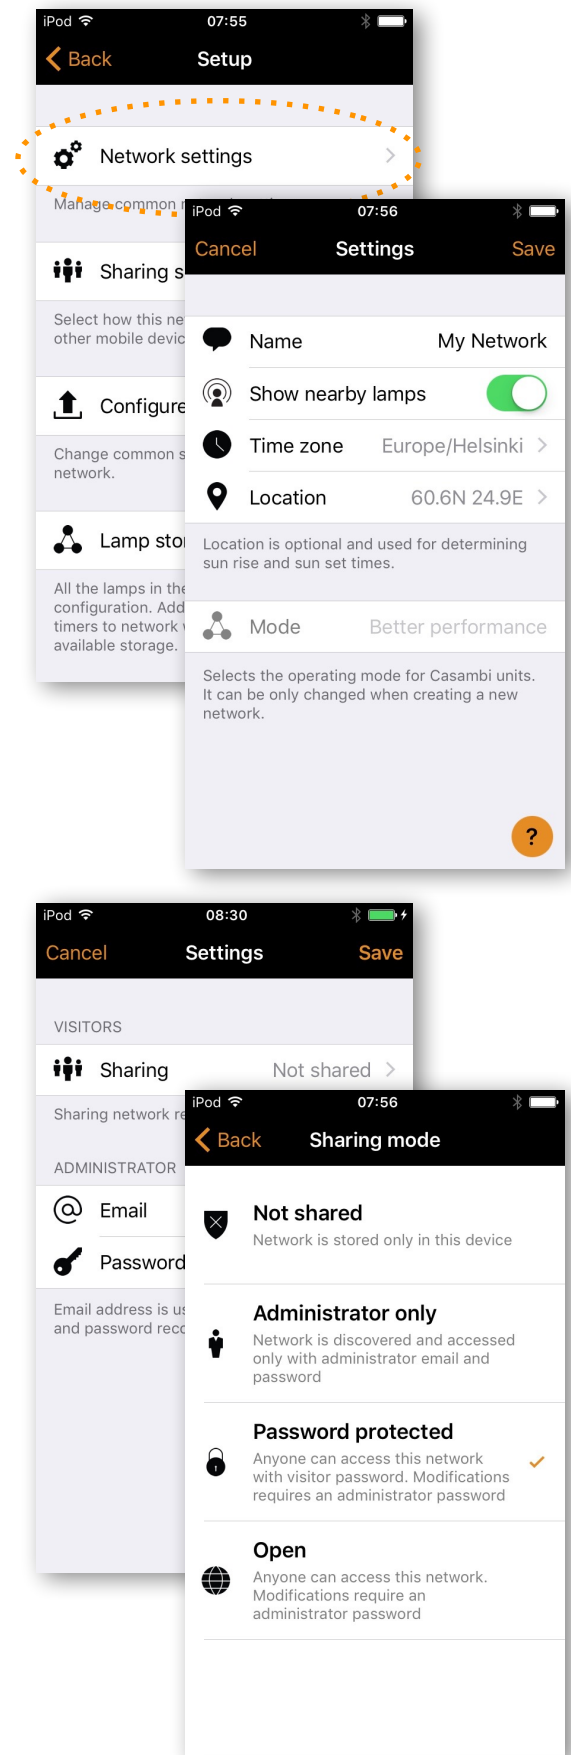 iPod 07:55
Back Setup
Network settings
Manage common
iPod 07:56
Cancel Settings Save
Sharing s
Select how this ne
other mobile devic
Name My Network
Show nearby lamps
Configure
Time zone Europe/Helsinki
Change common s
network.
Location 60.6N 24.9E
Lamp sto
Location is optional and used for determining
sun rise and sun set times.
All the lamps in the
configuration. Add
timers to network
available storage.
Mode Better performance
Selects the operating mode for Casambi units.
It can be only changed when creating a new
network.
?
iPod 08:30
Cancel Settings Save
VISITORS
Sharing Not shared
Sharing network re
iPod 07:56
Back Sharing mode
ADMINISTRATOR
Email
Password
Email address is us
and password reco
Not shared
Network is stored only in this device
Administrator only
Network is discovered and accessed
only with administrator email and
password
Password protected
Anyone can access this network
with visitor password. Modifications
requires an administrator password
Open
Anyone can access this network.
Modifications require an
administrator password